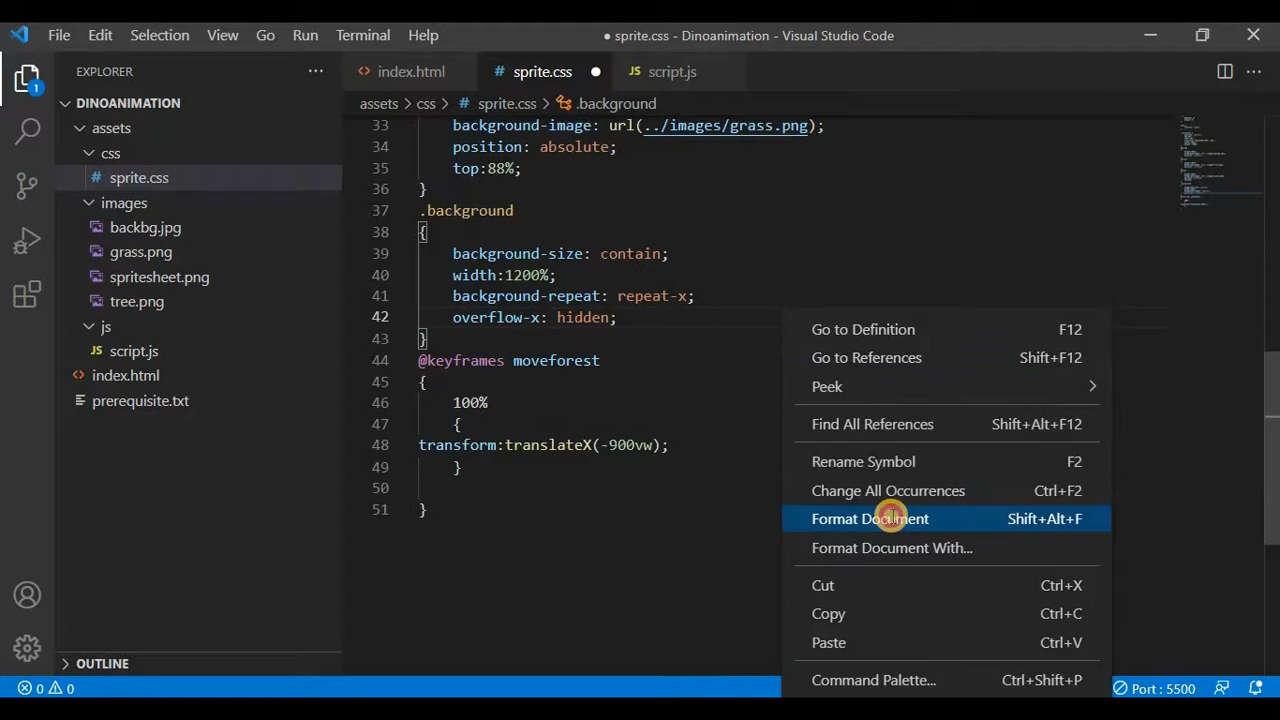 File Edit Selection View Go Run Terminal Help
● sprite.css - Dinoanimation - Visual Studio Code
EXPLORER
DINOANIMATION
assets
css
# sprite.css
images
backbg.jpg
grass.png
spritesheet.png
tree.png
js
JS script.js
<> index.html
prerequisite.txt
OUTLINE
1
<> index.html
# sprite.css ●
JS script.js
assets > css > # sprite.css > .background
33 background-image: url(../images/grass.png);
34 position: absolute;
35 top:88%;
36 }
37 .background
38 {
39 background-size: contain;
40 width:1200%;
41 background-repeat: repeat-x;
42 overflow-x: hidden;
43 }
44 @keyframes moveforest
45 {
46 100%
47 {
48 transform:translateX(-900vw);
49 }
50
51 }
Go to Definition F12
Go to References Shift+F12
Peek >
Find All References Shift+Alt+F12
Rename Symbol F2
Change All Occurrences Ctrl+F2
Format Document Shift+Alt+F
Format Document With...
Cut Ctrl+X
Copy Ctrl+C
Paste Ctrl+V
Command Palette... Ctrl+Shift+P
0 0
Port : 5500